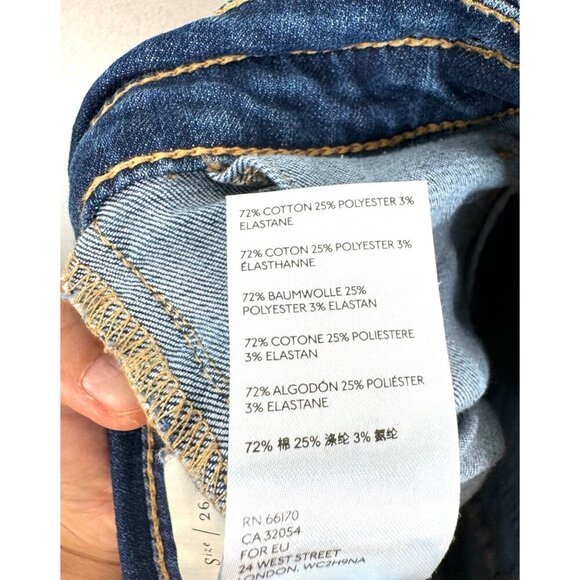 72% COTTON 25% POLYESTER 3%
ELASTANE
72% COTON 25% POLYESTER 3%
ÉLASTHANNE
72% BAUMWOLLE 25%
POLYESTER 3% ELASTAN
72% COTONE 25% POLIESTERE
3% ELASTAN
72% ALGODÓN 25% POLIÉSTER
3% ELASTANE
72% 棉 25% 涤纶 3% 氨纶
RN 66170
CA 32054
FOR EU
24 WEST STREET
LONDON, WC2H9NA
Size 26